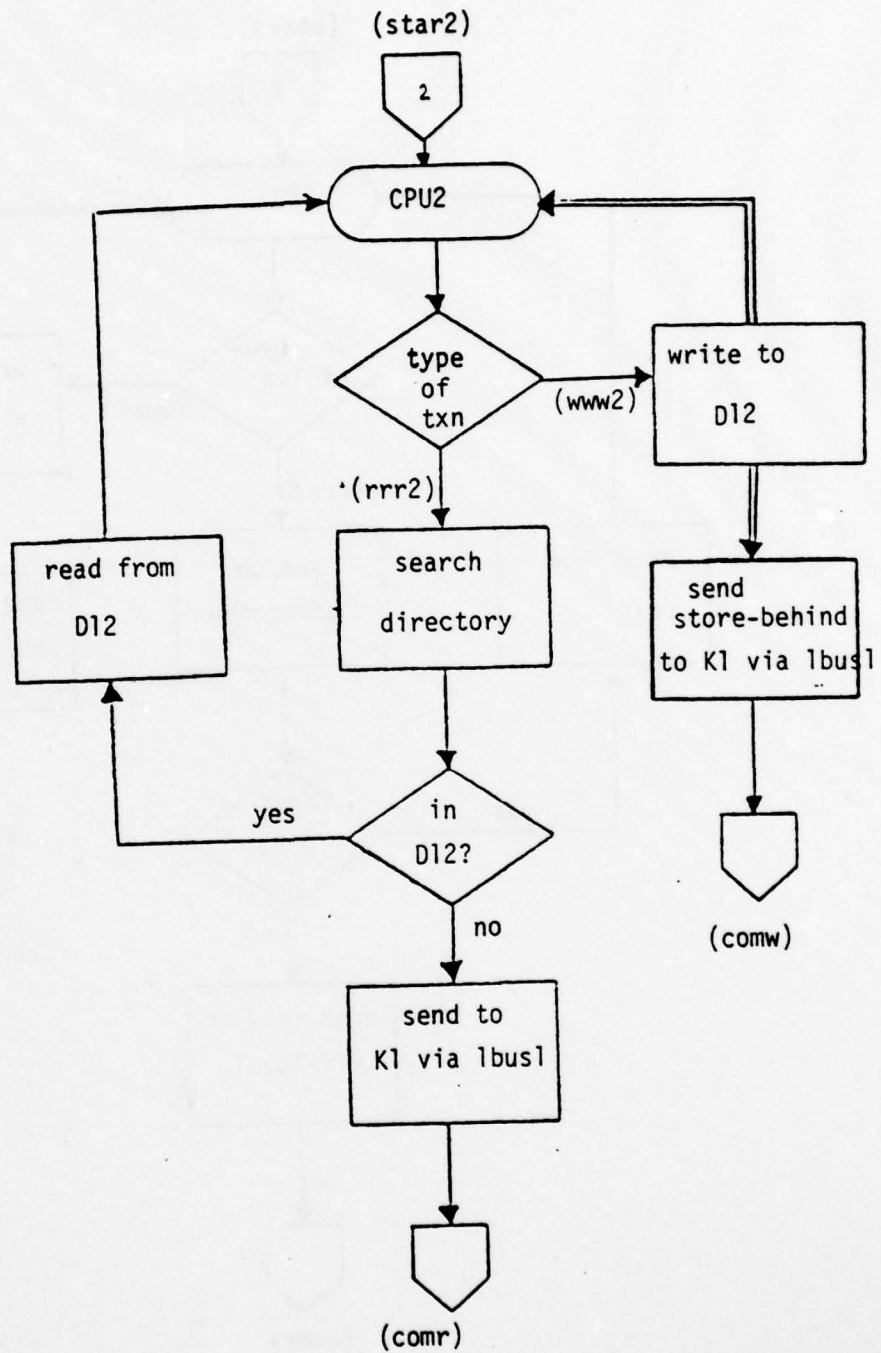 (star2)
2
CPU2
type
of
txn
(www2)
write to
D12
(rrr2)
read from
D12
search
directory
send
store-behind
to K1 via lbus1
yes
in
D12?
no
(comw)
send to
K1 via lbus1
(comr)